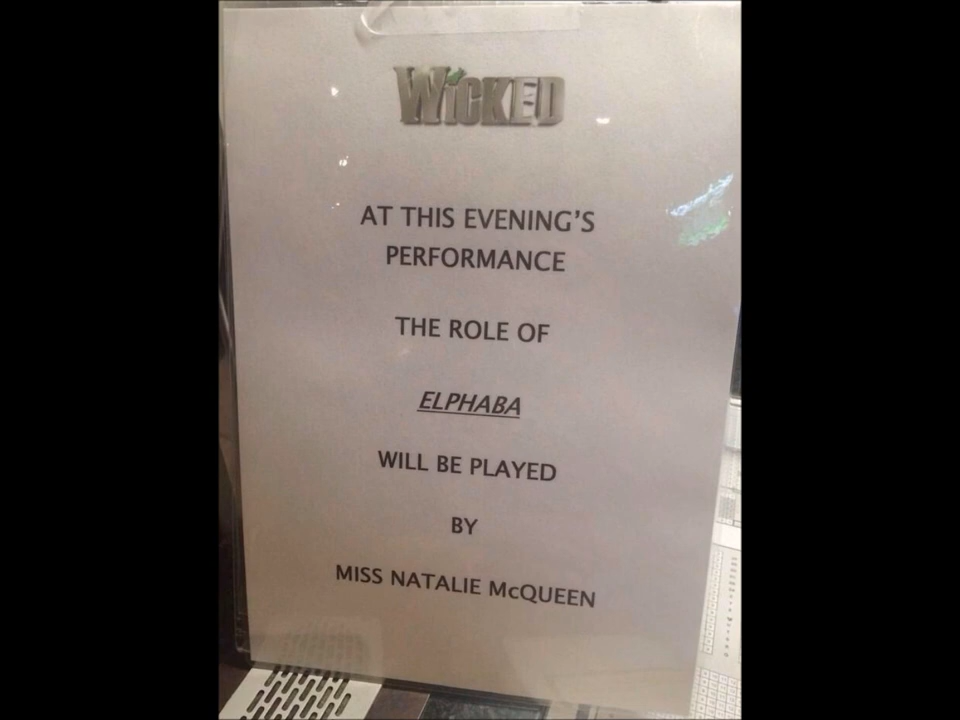 WICKED
AT THIS EVENING'S
PERFORMANCE
THE ROLE OF
ELPHABA
WILL BE PLAYED
BY
MISS NATALIE McQUEEN